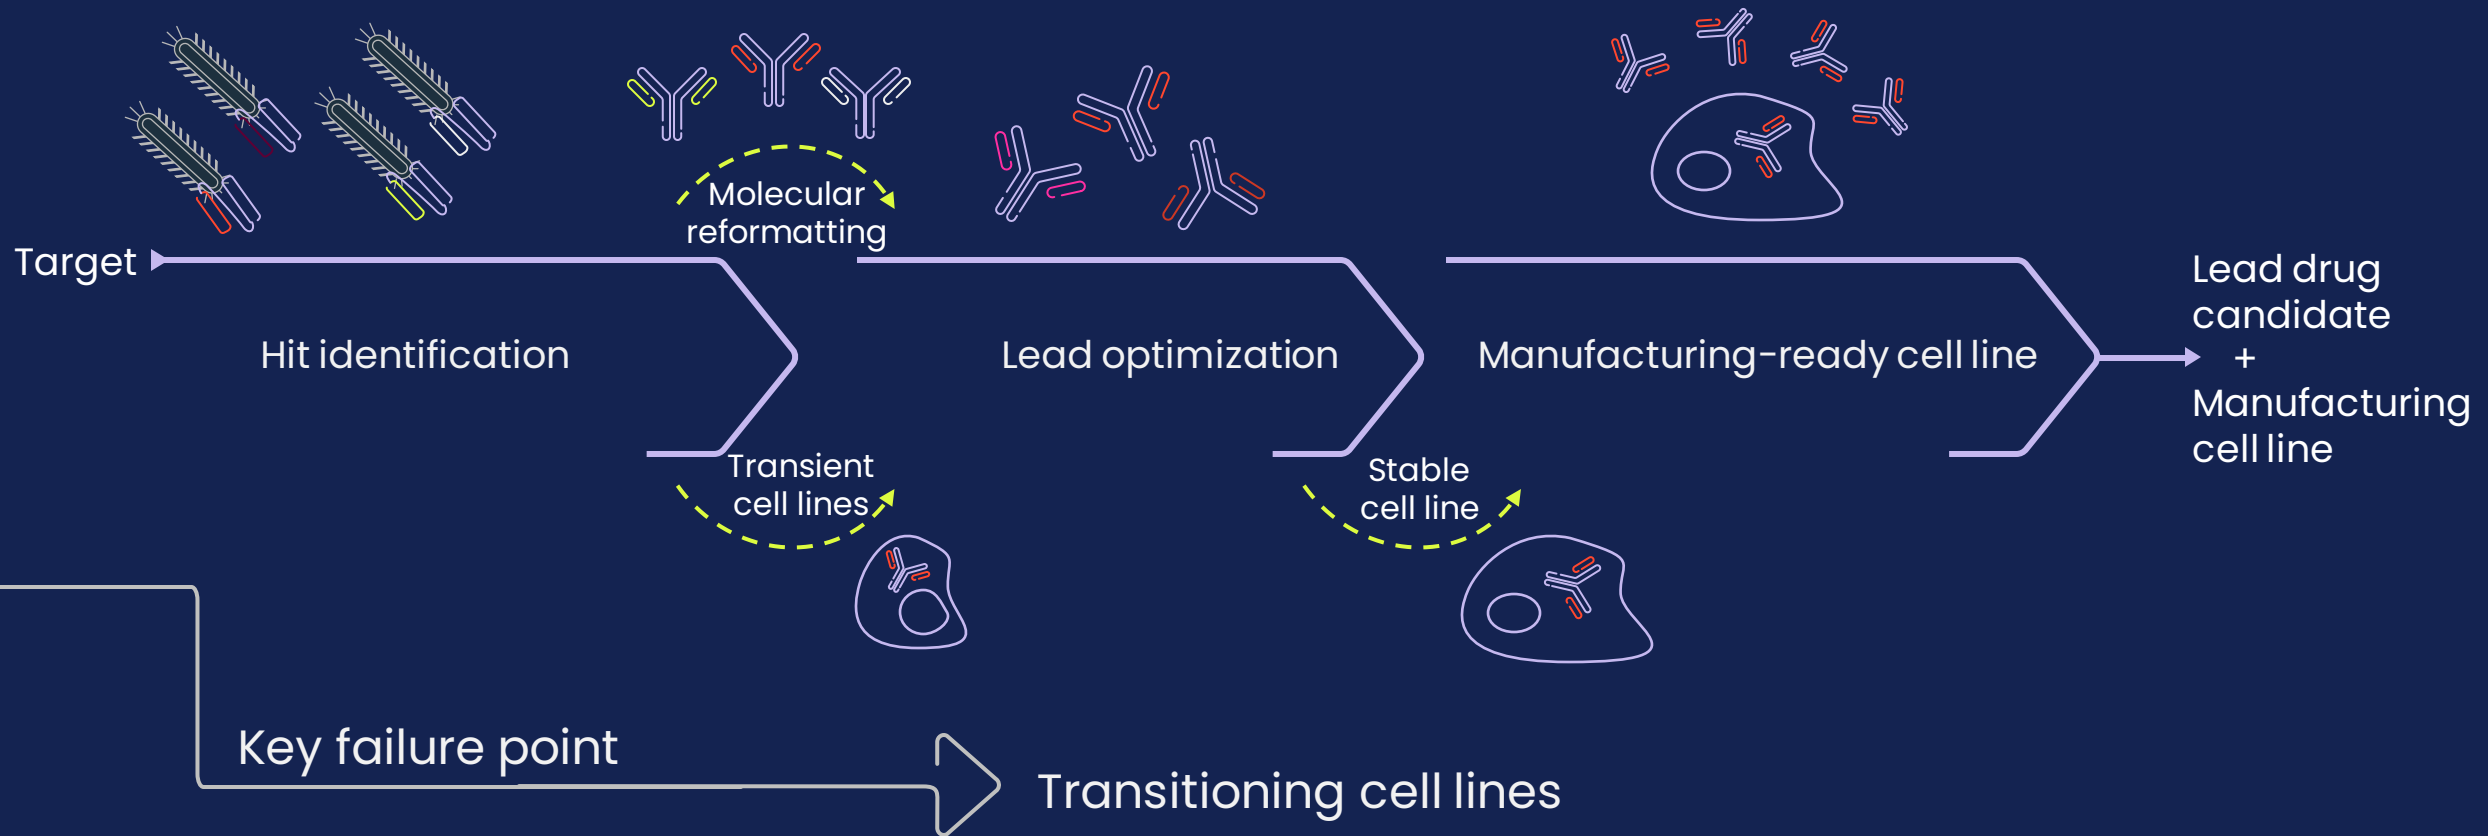 Molecular
reformatting
Target
Hit identification
Lead optimization
Manufacturing-ready cell line
Lead drug
candidate
+
Manufacturing
cell line
Transient
cell lines
Stable
cell line
Key failure point
Transitioning cell lines